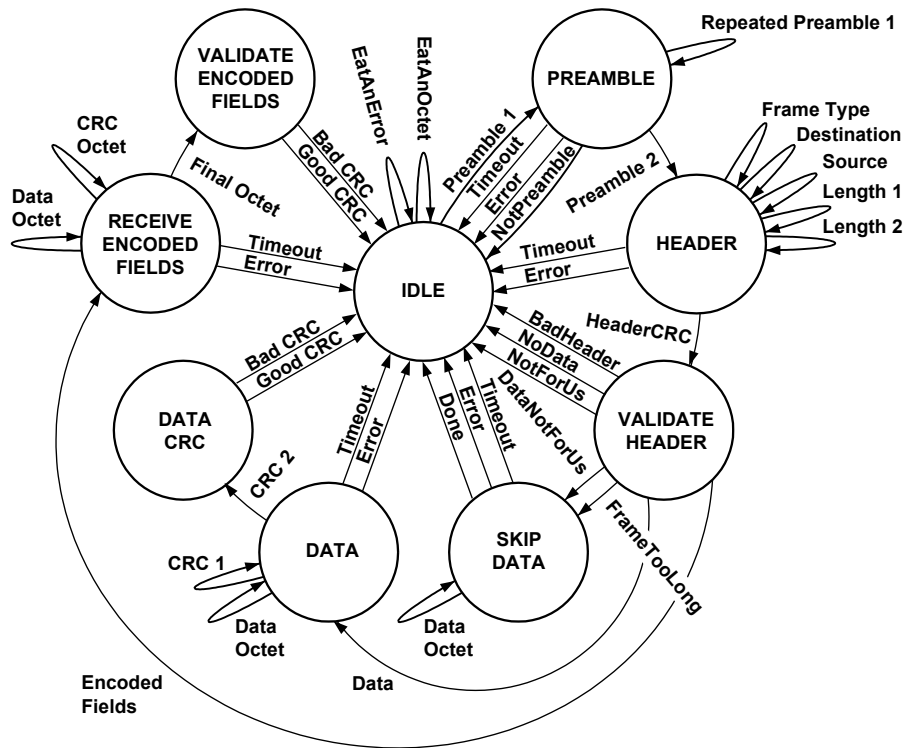 Repeated Preamble 1
VALIDATE
ENCODED
FIELDS
EatAnError
EatAnOctet
PREAMBLE
Frame Type
Destination
Source
Length 1
Length 2
CRC
Octet
Data
Octet
Bad CRC
Good CRC
Preamble 1
Timeout
Error
NotPreamble
Preamble 2
Final Octet
RECEIVE
ENCODED
FIELDS
Timeout
Error
IDLE
Timeout
Error
HEADER
HeaderCRC
Bad CRC
Good CRC
BadHeader
NoData
NotForUs
DataNotForUs
DATA
CRC
Timeout
Error
Done
Error
Timeout
VALIDATE
HEADER
CRC 2
DATA
SKIP
DATA
FrameTooLong
CRC 1
Data
Octet
Data
Octet
Encoded
Fields
Data